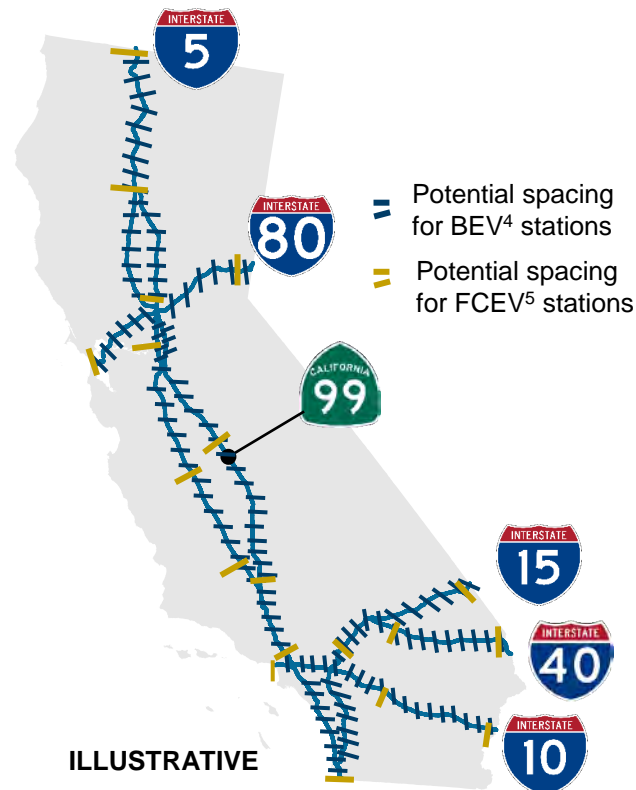 INTERSTATE
5
INTERSTATE
80
Potential spacing
for BEV⁴ stations
Potential spacing
for FCEV⁵ stations
CALIFORNIA
99
INTERSTATE
15
INTERSTATE
40
INTERSTATE
10
ILLUSTRATIVE